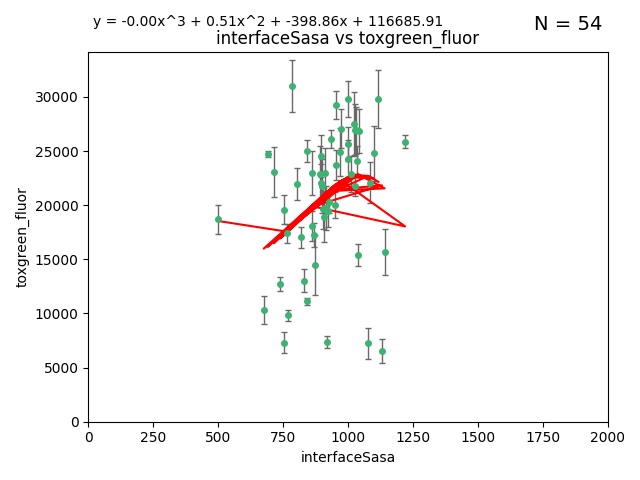 y = -0.00x^3 + 0.51x^2 + -398.86x + 116685.91
N = 54
interfaceSasa vs toxgreen_fluor
30000
25000
20000
15000
10000
5000
0
toxgreen_fluor
0 250 500 750 1000 1250 1500 1750 2000
interfaceSasa